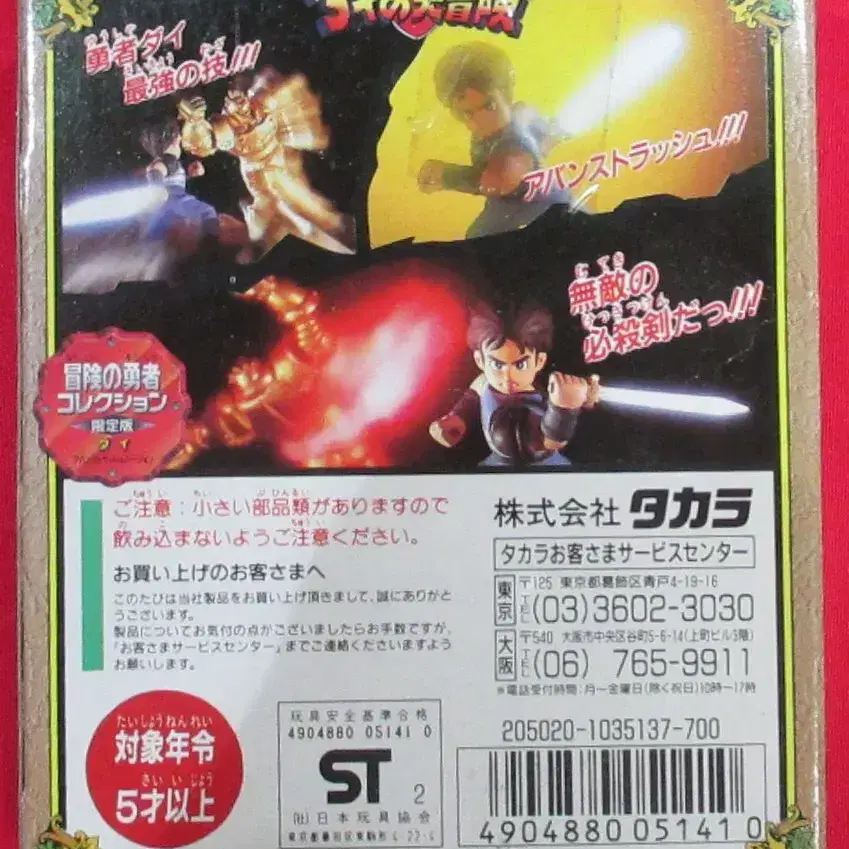 ダイの大冒険
勇者ダイ
最強の技!!!
アバンストラッシュ!!!
無敵の
必殺剣だっ!!!
冒険の勇者
コレクション
限定版
ダイ
ご注意:小さい部品類がありますので
飲み込まないようご注意ください。
お買い上げのお客さまへ
このたびは当社製品をお買い上げ頂きまして、誠にありがと
うございます。
製品についてお気付の点がございましたらお手数ですが、
「お客さまサービスセンター」までご連絡くださいますよう
お願いします。
株式会社 タカラ
タカラお客さまサービスセンター
東京 〒125 東京都葛飾区青戸4-19-16
TEL(03)3602-3030
大阪 〒540 大阪市中央区谷町5-6-14(上町ビル5階)
TEL(06) 765-9911
*電話受付時間:月〜金曜日(除く祝日)10時〜17時
205020-1035137-700
たいしょうねんれい
対象年令
さい いじょう
5才以上
玩具安全基準合格
4904880 05141 0
ST 2
(社)日本玩具協会
4904880051410